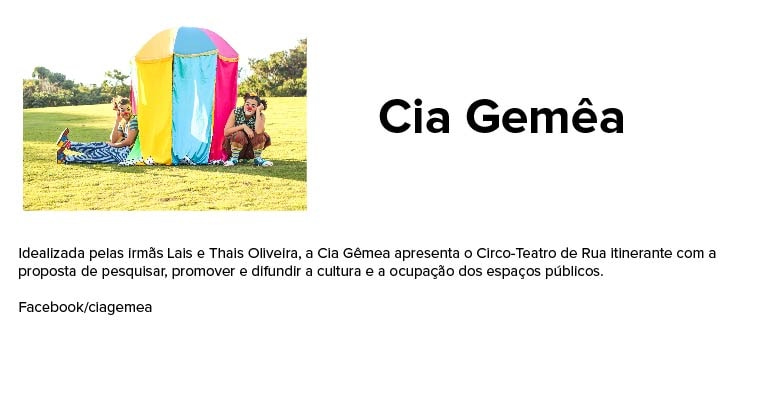 Cia Gemêa
Idealizada pelas irmãs Lais e Thais Oliveira, a Cia Gêmea apresenta o Circo-Teatro de Rua itinerante com a
proposta de pesquisar, promover e difundir a cultura e a ocupação dos espaços públicos.
Facebook/ciagemea